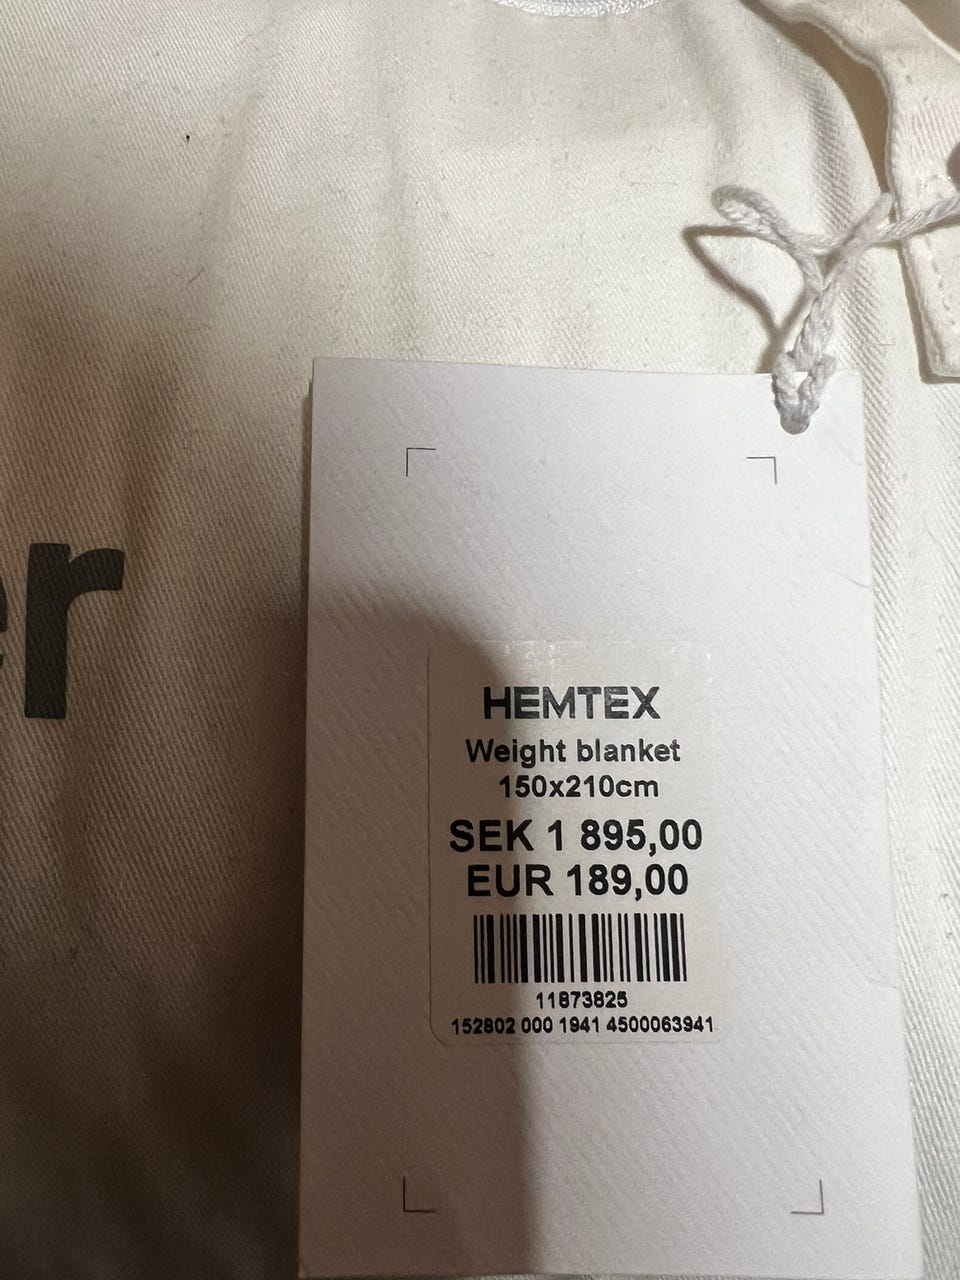 er
HEMTEX
Weight blanket
150x210cm
SEK 1 895,00
EUR 189,00
11873825
152802 000 1941 4500063941